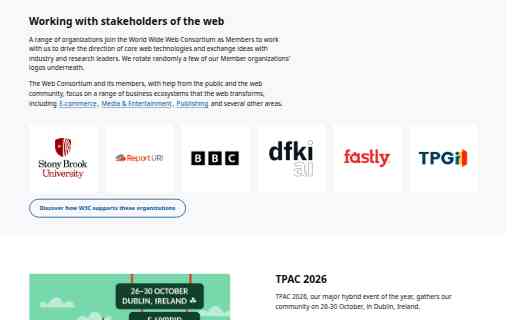 Working with stakeholders of the web
A range of organizations join the World Wide Web Consortium as Members to work
with us to drive the direction of core web technologies and exchange ideas with
industry and research leaders. We rotate randomly a few of our Member organizations'
logos underneath.
The Web Consortium and its members, with help from the public and the web
community, focus on a range of business ecosystems that the web transforms,
including E-commerce, Media & Entertainment, Publishing and several other areas.
Stony Brook
University
Report URI
BBC
dfki
ai
fastly
TPGi
Discover how W3C supports these organizations
26–30 OCTOBER
DUBLIN, IRELAND
TPAC 2026
TPAC 2026, our major hybrid event of the year, gathers our
community on 26-30 October, in Dublin, Ireland.